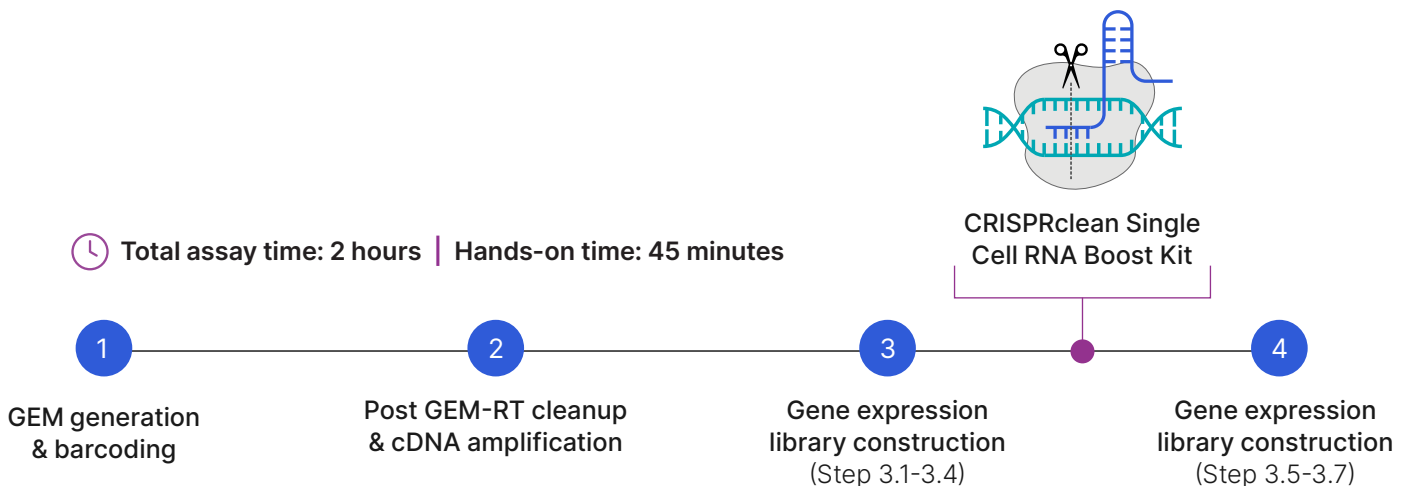 CRISPRclean Single
Cell RNA Boost Kit
Total assay time: 2 hours | Hands-on time: 45 minutes
1
2
3
4
GEM generation
& barcoding
Post GEM-RT cleanup
& cDNA amplification
Gene expression
library construction
(Step 3.1-3.4)
Gene expression
library construction
(Step 3.5-3.7)